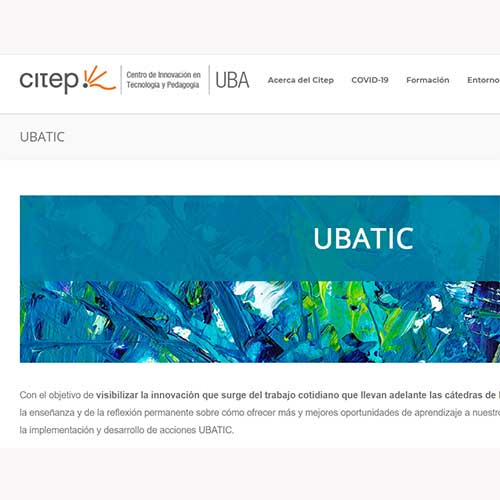 citep
Centro de Innovación en
Tecnología y Pedagogía
UBA
Acerca del Citep COVID-19 Formación Entorno
UBATIC
UBATIC
Con el objetivo de visibilizar la innovación que surge del trabajo cotidiano que llevan adelante las cátedras de
la enseñanza y de la reflexión permanente sobre cómo ofrecer más y mejores oportunidades de aprendizaje a nuestro
la implementación y desarrollo de acciones UBATIC.